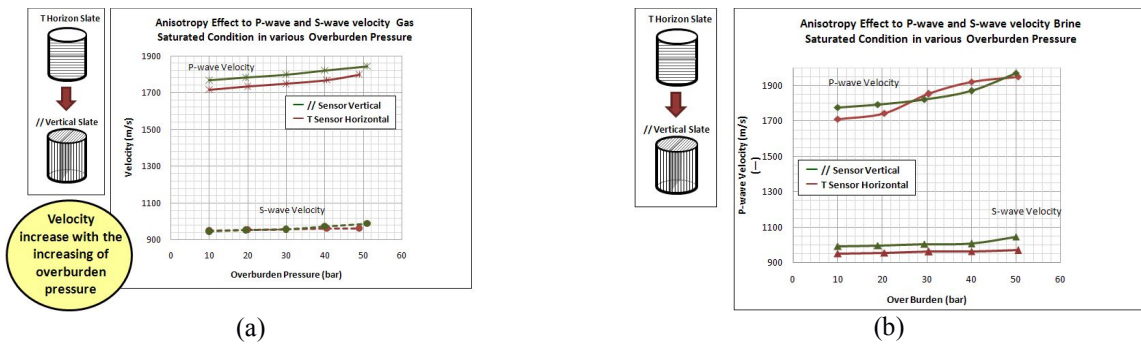 T Horizon Slate
// Vertical Slate
Velocity
increase with the
increasing of
overburden
pressure
Anisotropy Effect to P-wave and S-wave velocity Gas
Saturated Condition in various Overburden Pressure
1900
1700
1500
1300
1100
900
Velocity (m/s)
P-wave Velocity
// Sensor Vertical
T Sensor Horizontal
S-wave Velocity
0 10 20 30 40 50 60
Overburden Pressure (bar)
(a)
T Horizon Slate
// Vertical Slate
Anisotropy Effect to P-wave and S-wave velocity Brine
Saturated Condition in various Overburden Pressure
1900
1700
1500
1300
1100
900
P-wave Velocity (m/s)
(—)
P-wave Velocity
// Sensor Vertical
T Sensor Horizontal
S-wave Velocity
0 10 20 30 40 50 60
Over Burden (bar)
(b)